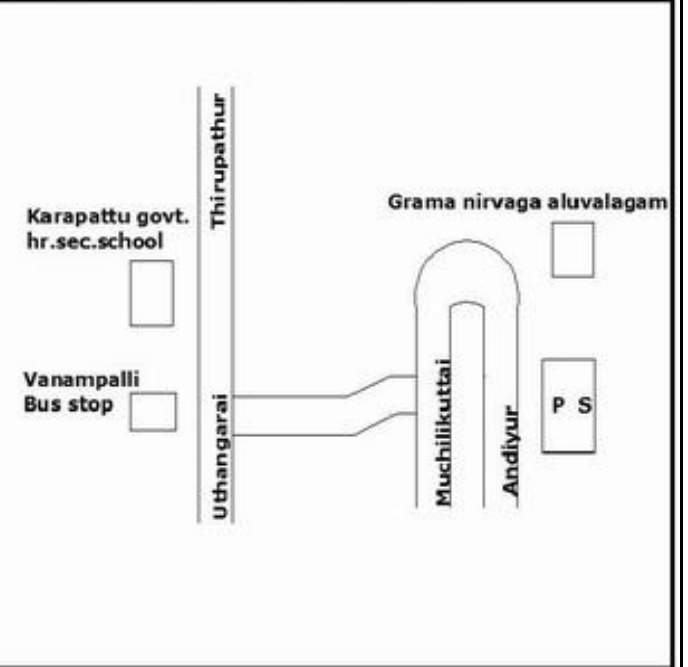 Thirupathur
Grama nirvaga aluvalagam
Karapattu govt.
hr.sec.school
Vanampalli
Bus stop
Uthangarai
Muchilikuttai
Andiyur
P S